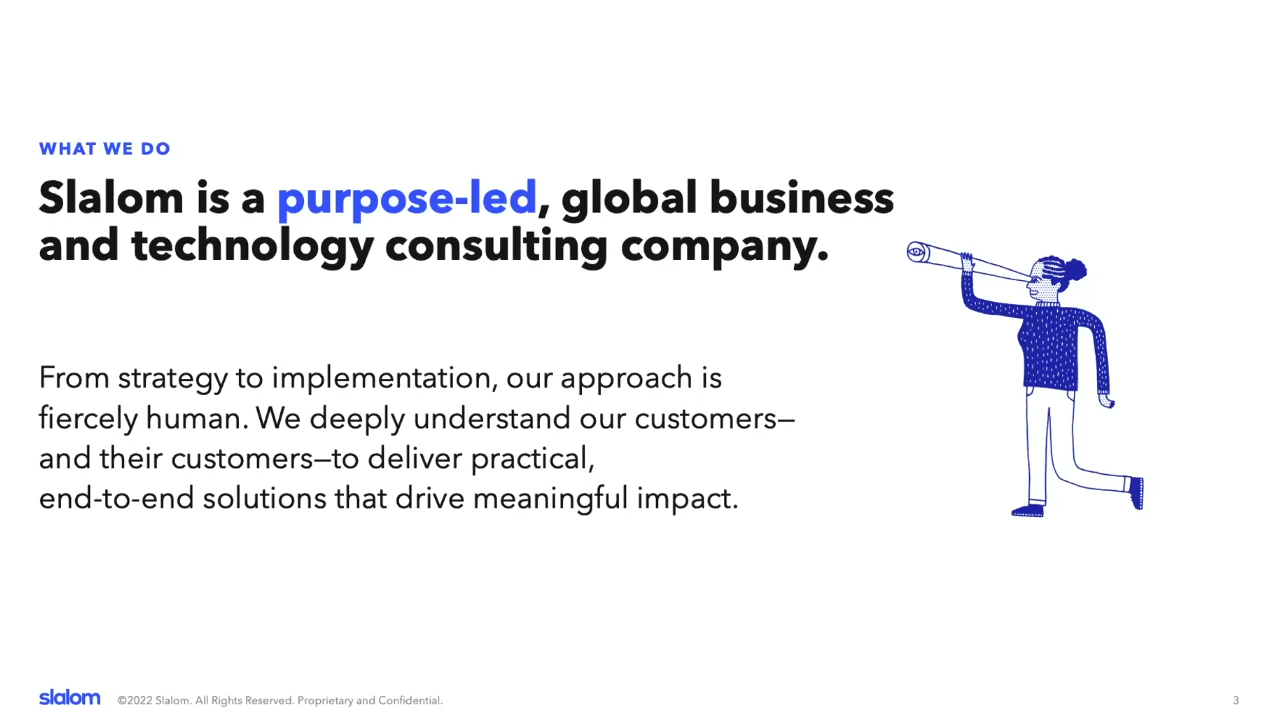 WHAT WE DO
Slalom is a purpose-led, global business
and technology consulting company.
From strategy to implementation, our approach is
fiercely human. We deeply understand our customers—
and their customers—to deliver practical,
end-to-end solutions that drive meaningful impact.
slalom ©2022 Slalom. All Rights Reserved. Proprietary and Confidential. 3